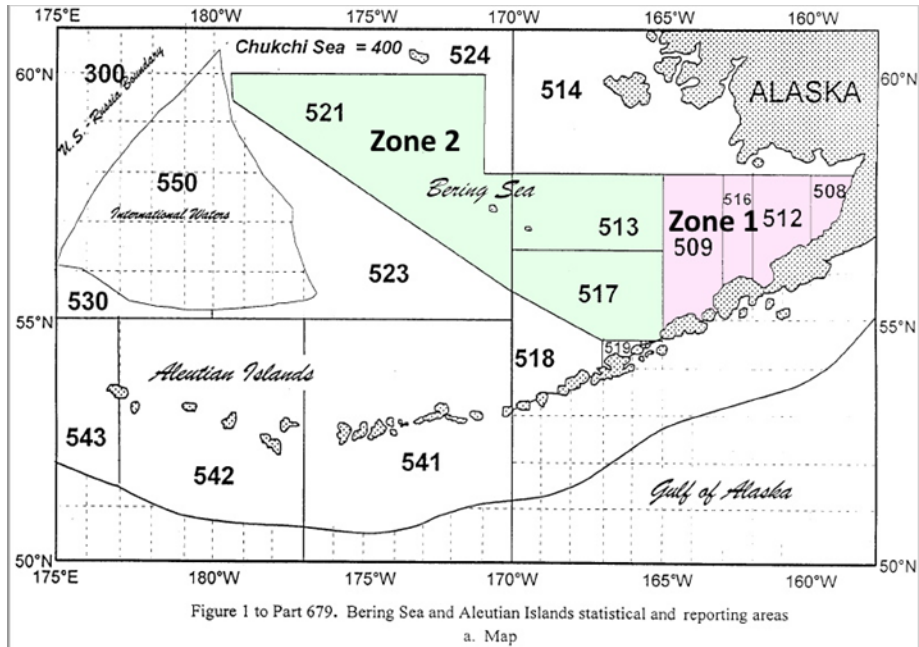 175°E 180°W 175°W 170°W 165°W 160°W
Chukchi Sea = 400
524
60°N
60°N
300
U.S. - Russia Boundary
514
ALASKA
521
Zone 2
550
International Waters
Bering Sea
513
Zone 1
516
508
509
512
523
517
530
55°N
55°N
518
519
Aleutian Islands
543
542
541
Gulf of Alaska
50°N
50°N
175°E 180°W 175°W 170°W 165°W 160°W
Figure 1 to Part 679. Bering Sea and Aleutian Islands statistical and reporting areas
a. Map